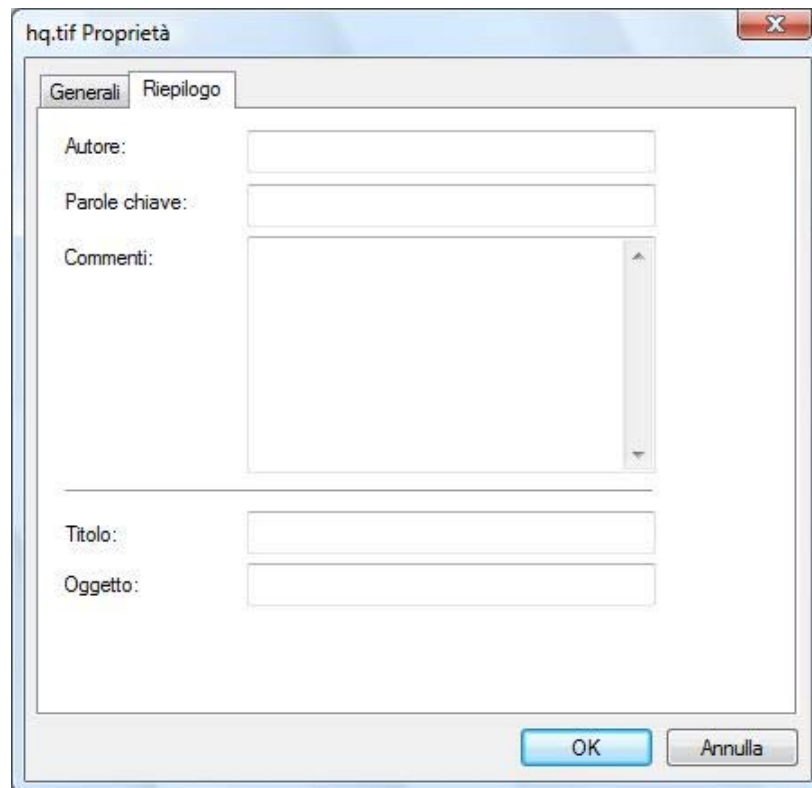 hq.tif Proprietà
Generali Riepilogo
Autore:
Parole chiave:
Commenti:
Titolo:
Oggetto:
OK Annulla